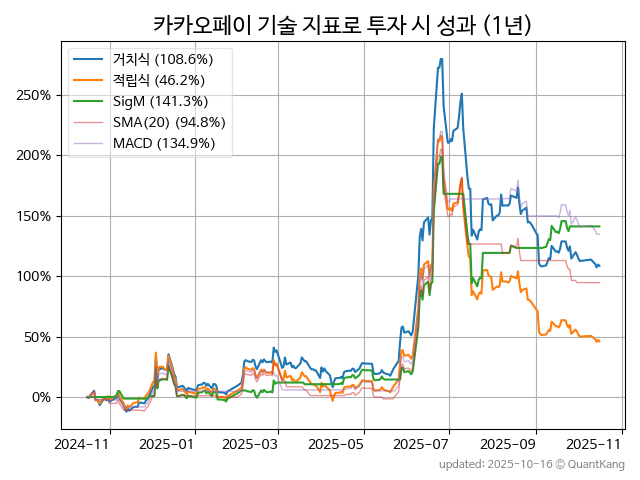 카카오페이 기술 지표로 투자 시 성과 (1년)
거치식 (108.6%)
적립식 (46.2%)
SigM (141.3%)
SMA(20) (94.8%)
MACD (134.9%)
250%
200%
150%
100%
50%
0%
2024-11 2025-01 2025-03 2025-05 2025-07 2025-09 2025-11
updated: 2025-10-16 © QuantKang